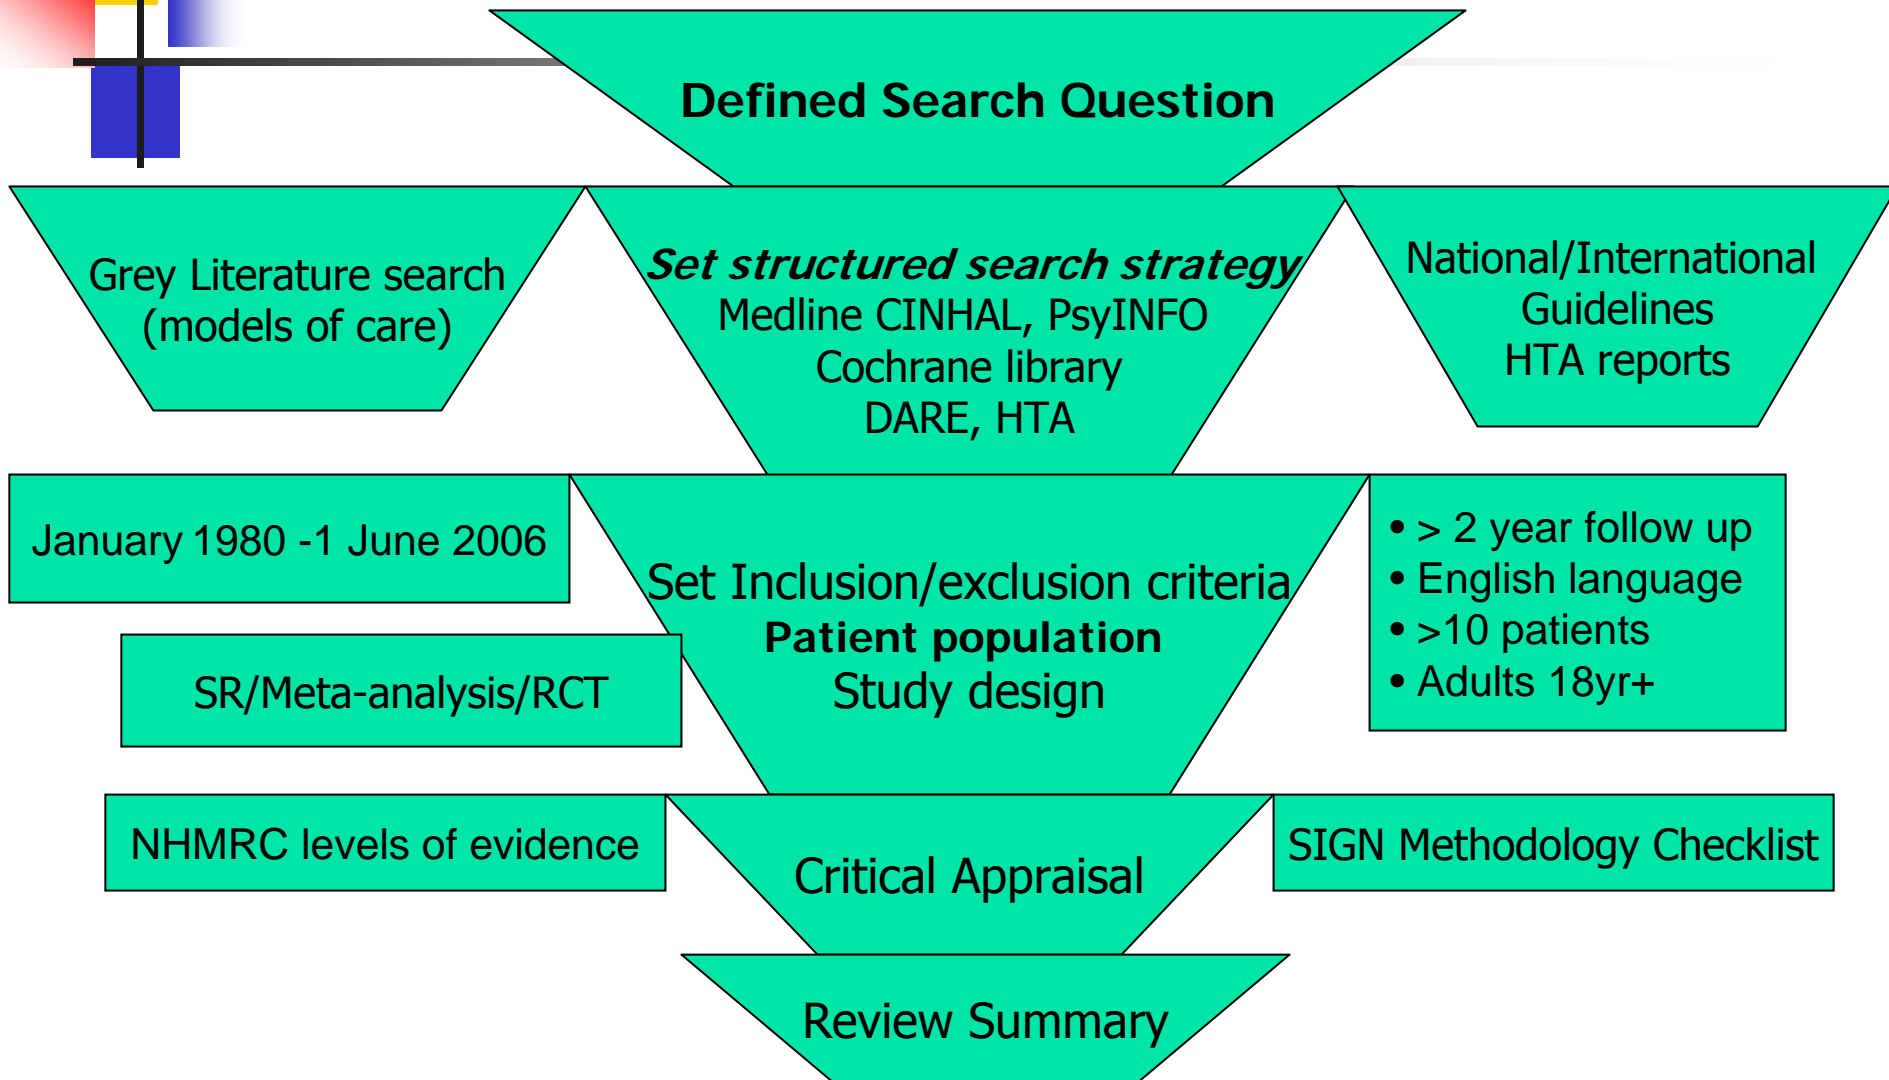 Defined Search Question
Grey Literature search
(models of care)
Set structured search strategy
Medline CINHAL, PsyINFO
Cochrane library
DARE, HTA
National/International
Guidelines
HTA reports
January 1980 -1 June 2006
SR/Meta-analysis/RCT
Set Inclusion/exclusion criteria
Patient population
Study design
• > 2 year follow up
• English language
• >10 patients
• Adults 18yr+
NHMRC levels of evidence
Critical Appraisal
SIGN Methodology Checklist
Review Summary